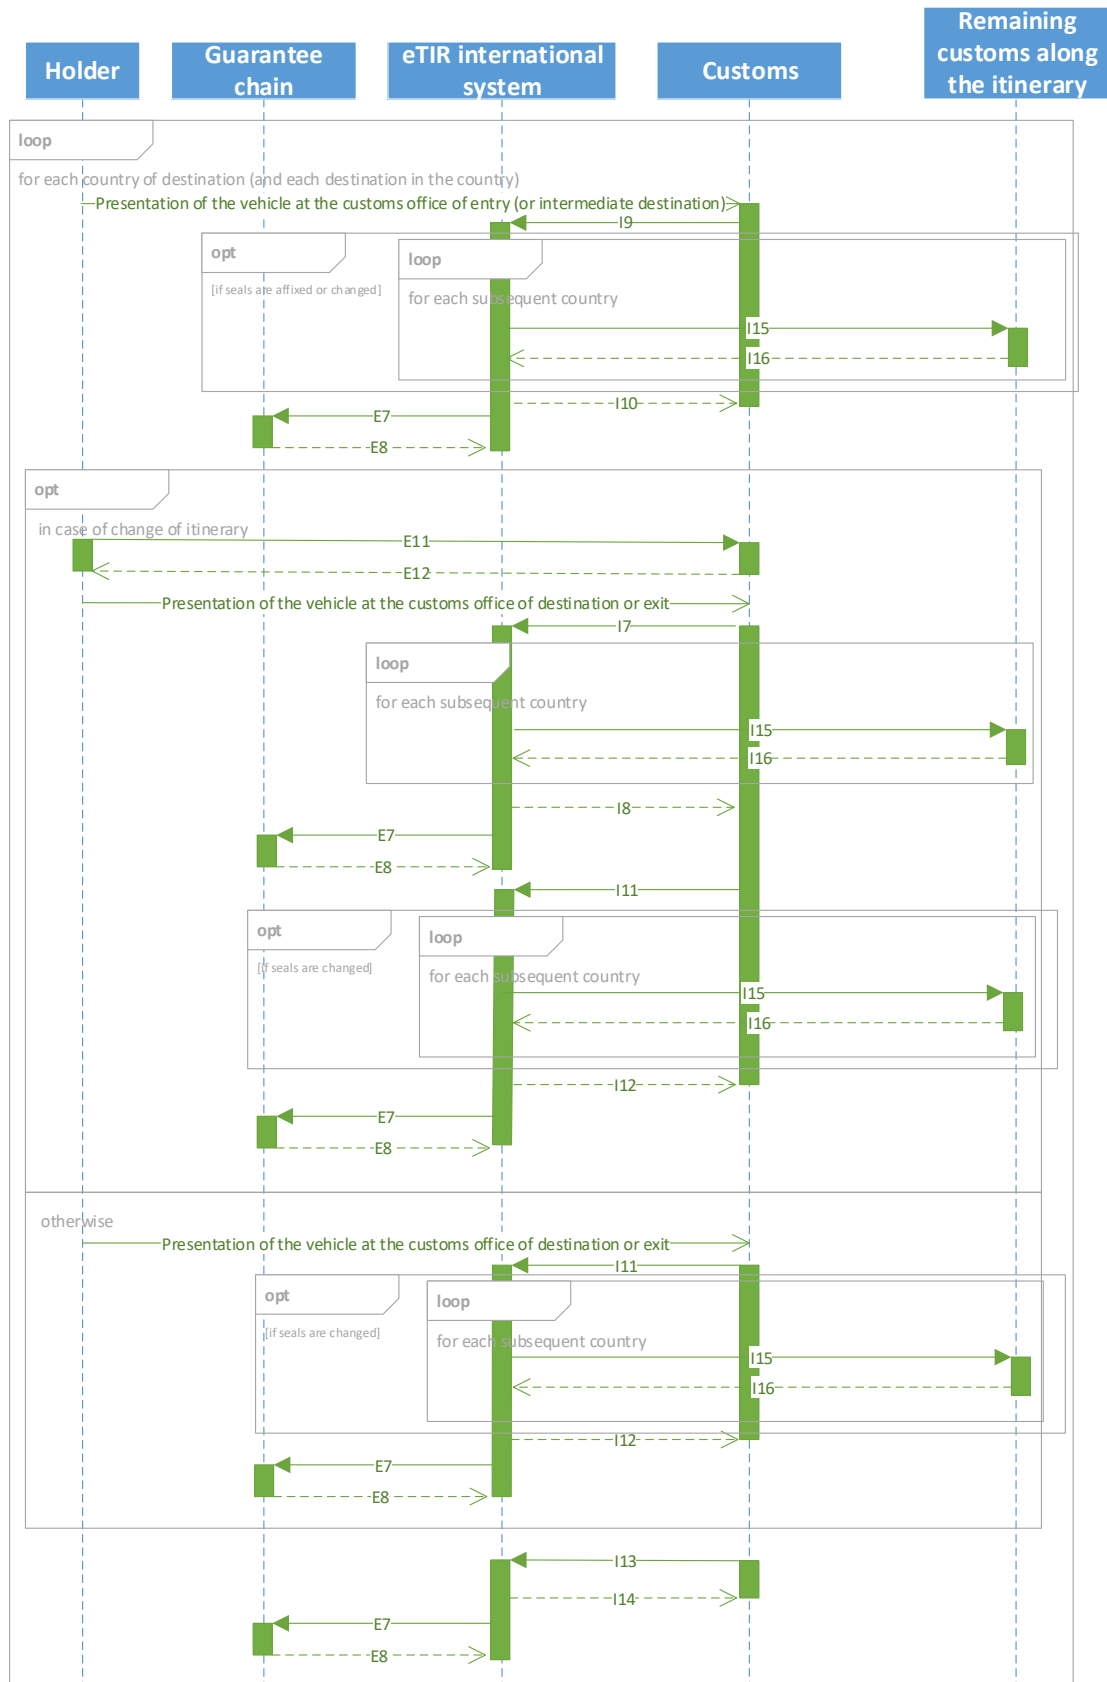 Holder
Guarantee
chain
eTIR international
system
Customs
Remaining
customs along
the itinerary
loop
for each country of destination (and each destination in the country)
Presentation of the vehicle at the customs office of entry (or intermediate destination)
I9
opt
[if seals are affixed or changed]
loop
for each subsequent country
I15
I16
I10
E7
E8
opt
in case of change of itinerary
E11
E12
Presentation of the vehicle at the customs office of destination or exit
I7
loop
for each subsequent country
I15
I16
I8
E7
E8
I11
opt
[if seals are changed]
loop
for each subsequent country
I15
I16
I12
E7
E8
otherwise
Presentation of the vehicle at the customs office of destination or exit
I11
opt
[if seals are changed]
loop
for each subsequent country
I15
I16
I12
E7
E8
I13
I14
E7
E8